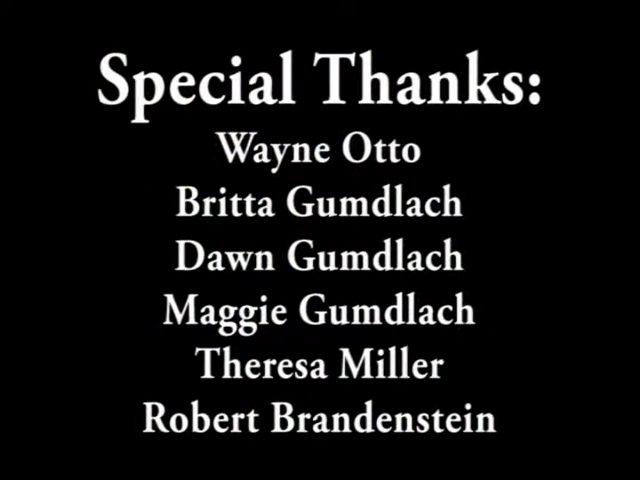 Special Thanks:
Wayne Otto
Britta Gumdlach
Dawn Gumdlach
Maggie Gumdlach
Theresa Miller
Robert Brandenstein